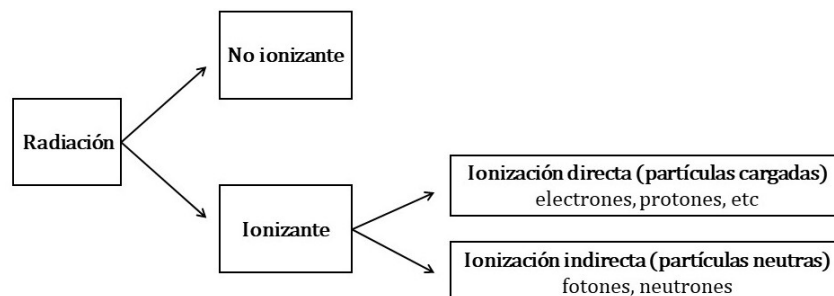 No ionizante
Radiación
Ionizante
Ionización directa (partículas cargadas)
electrones, protones, etc
Ionización indirecta (partículas neutras)
fotones, neutrones